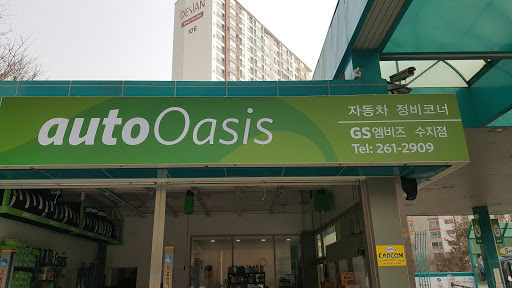 DESIAN
108
autoOasis
자동차 정비코너
GS엠비즈 수지점
Tel: 261-2909
CARCOM